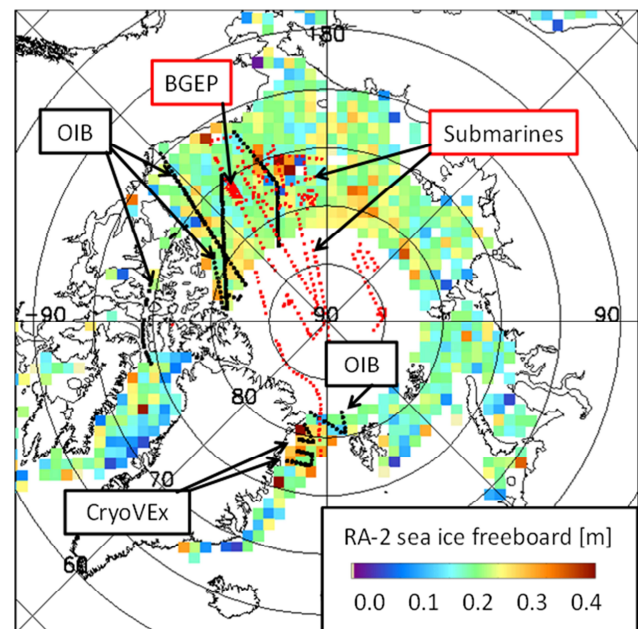 180
BGEP
OIB
Submarines
-90
90
90
OIB
80
70
CryoVEx
60
RA-2 sea ice freeboard [m]
0.0 0.1 0.2 0.3 0.4